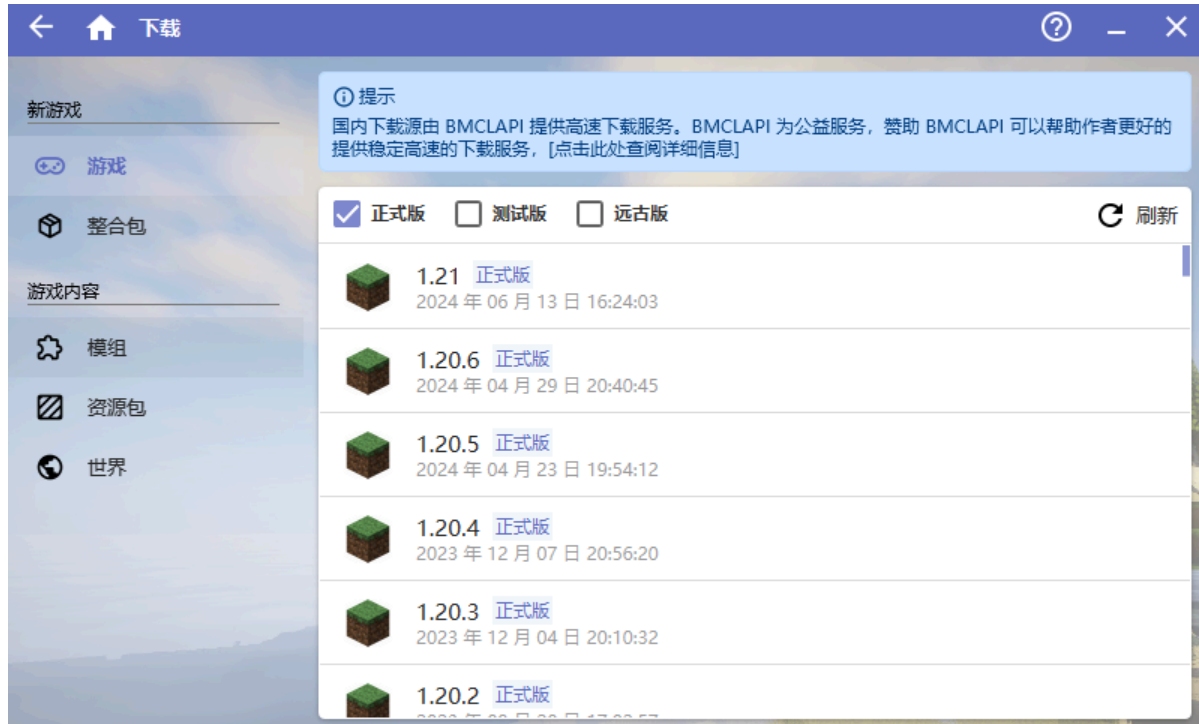 下载
新游戏
游戏
整合包
游戏内容
模组
资源包
世界
提示
国内下载源由 BMCLAPI 提供高速下载服务。BMCLAPI 为公益服务，赞助 BMCLAPI 可以帮助作者更好的
提供稳定高速的下载服务，[点击此处查阅详细信息]
正式版 测试版 远古版 刷新
1.21 正式版
2024 年 06 月 13 日 16:24:03
1.20.6 正式版
2024 年 04 月 29 日 20:40:45
1.20.5 正式版
2024 年 04 月 23 日 19:54:12
1.20.4 正式版
2023 年 12 月 07 日 20:56:20
1.20.3 正式版
2023 年 12 月 04 日 20:10:32
1.20.2 正式版